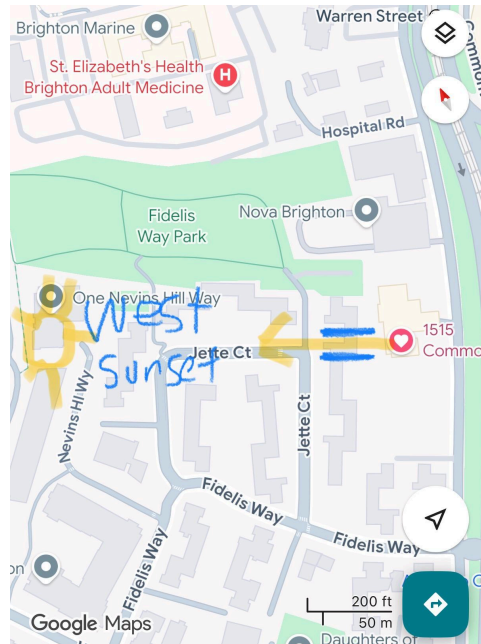 Warren Street
Brighton Marine
St. Elizabeth's Health
Brighton Adult Medicine
H
Hospital Rd
Nova Brighton
Fidelis
Way Park
One Nevins Hill Way
WEST
sunset
1515
Commo
Jette Ct
Jette Ct
Nevins Hl Wy
Fidelis Way
Fidelis Way
Fidelis Way
on
200 ft
50 m
Google Maps
Daughters of